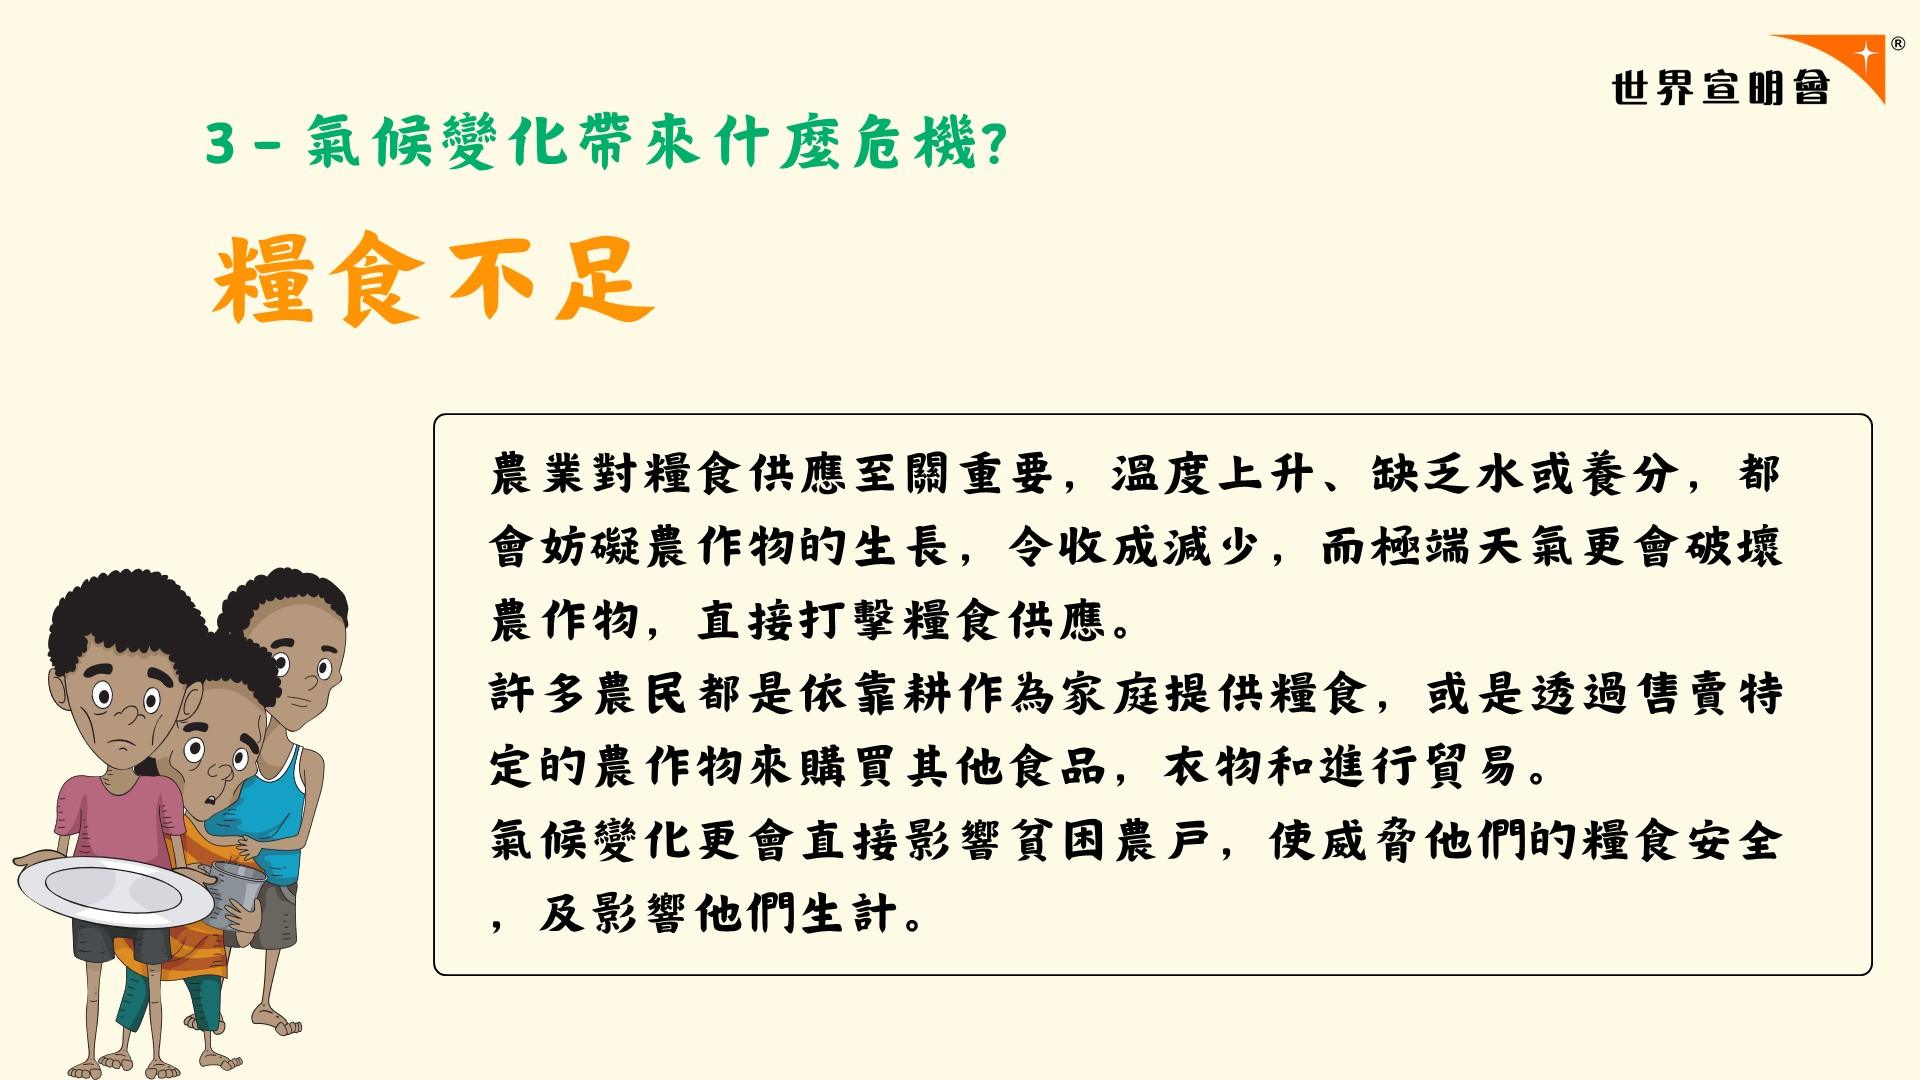 世界宣明會®
3 – 氣候變化帶來什麼危機?
糧食不足
農業對糧食供應至關重要，溫度上升、缺乏水或養分，都
會妨礙農作物的生長，令收成減少，而極端天氣更會破壞
農作物，直接打擊糧食供應。
許多農民都是依靠耕作為家庭提供糧食，或是透過售賣特
定的農作物來購買其他食品，衣物和進行貿易。
氣候變化更會直接影響貧困農戶，使威脅他們的糧食安全
，及影響他們生計。